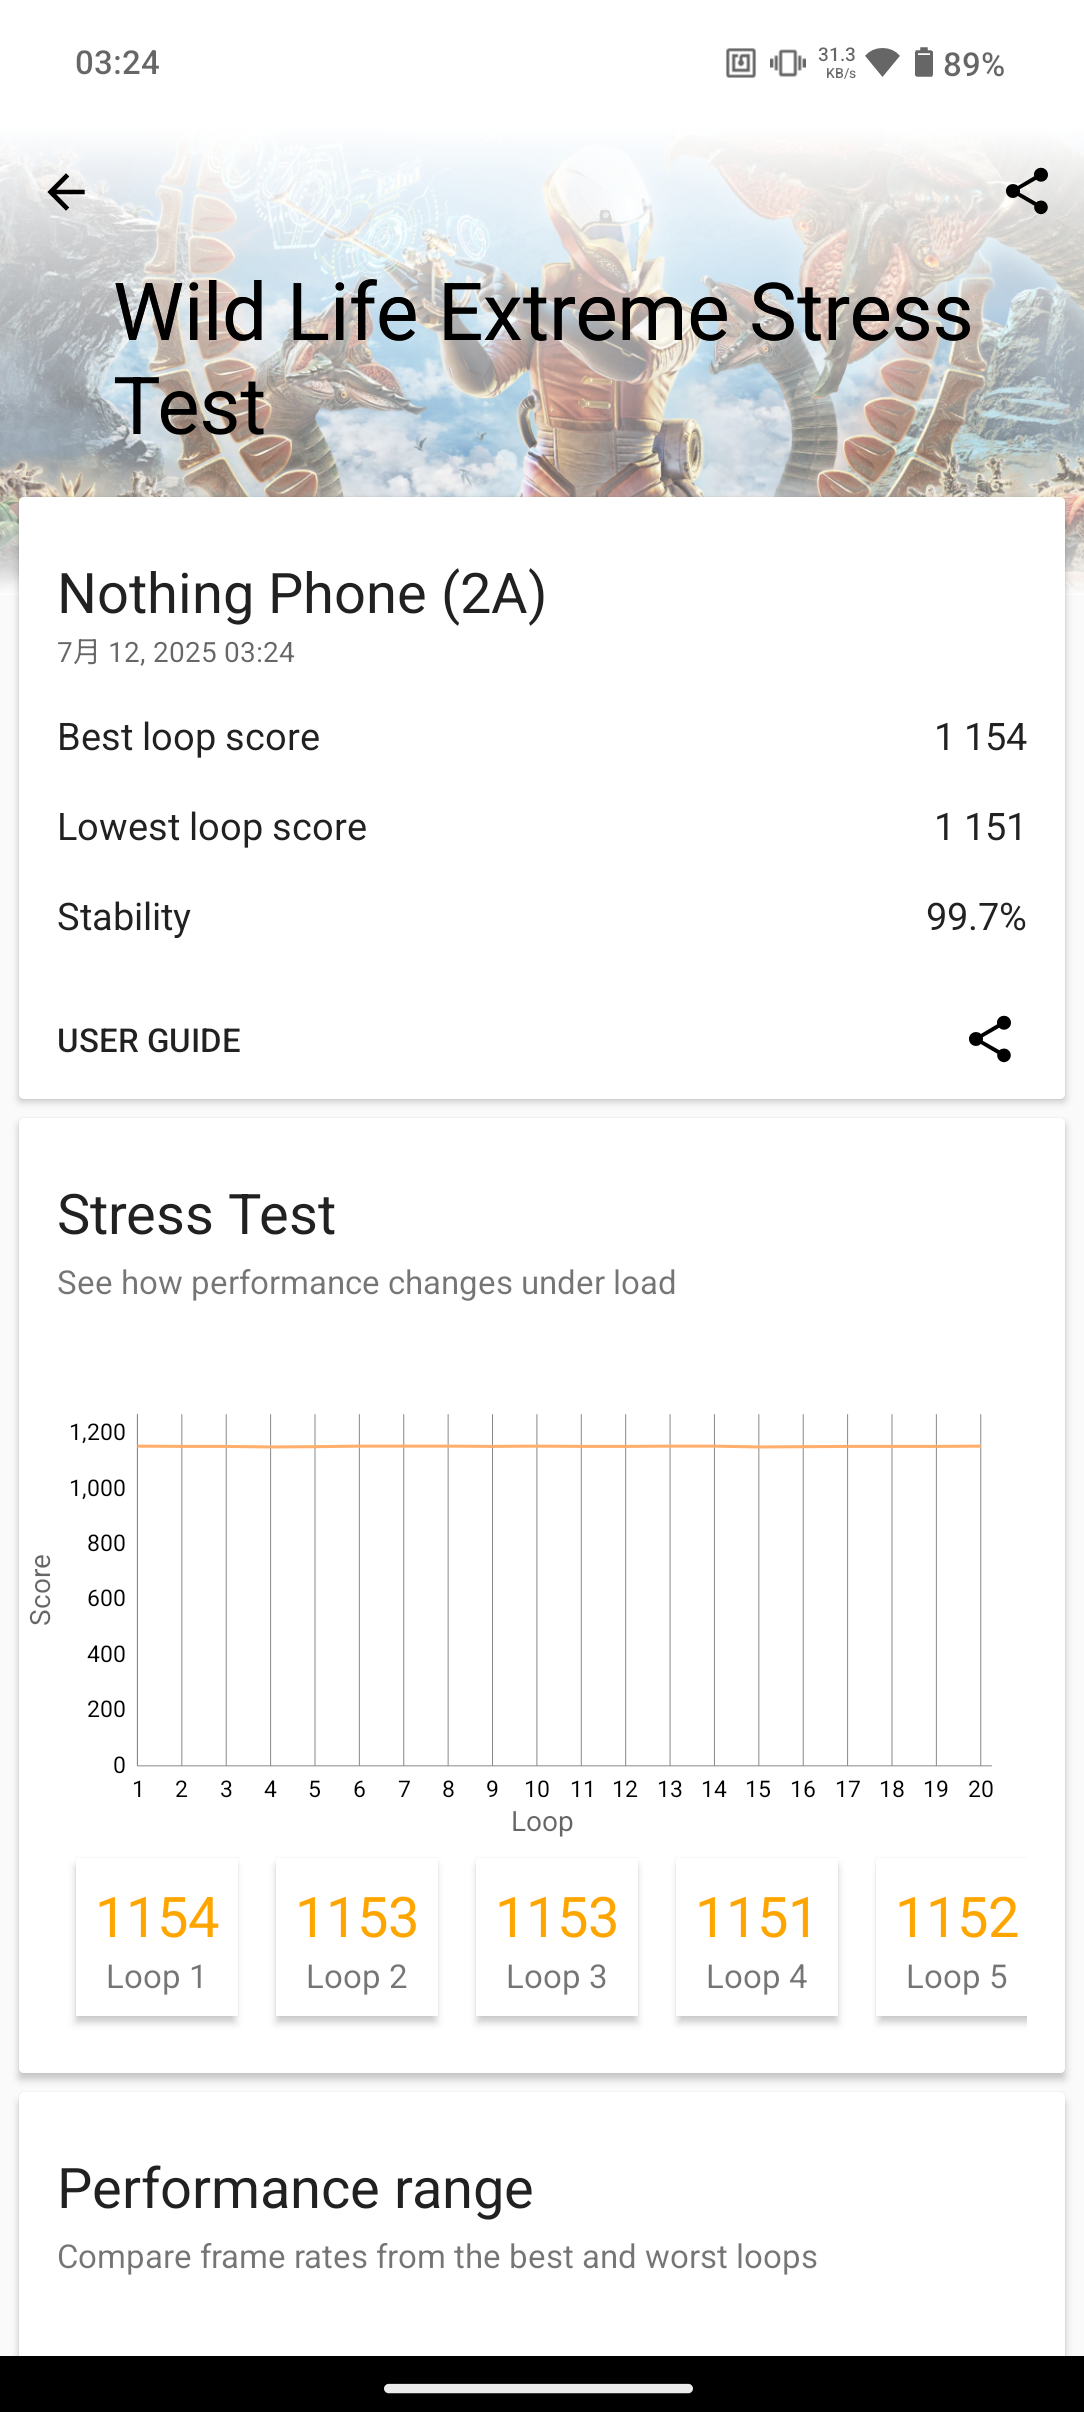 03:24
31.3
KB/s
89%
Wild Life Extreme Stress
Test
Nothing Phone (2A)
7月 12, 2025 03:24
Best loop score 1 154
Lowest loop score 1 151
Stability 99.7%
USER GUIDE
Stress Test
See how performance changes under load
1,200
1,000
800
600
400
200
0
Score
1 2 3 4 5 6 7 8 9 10 11 12 13 14 15 16 17 18 19 20
Loop
1154 1153 1153 1151 1152
Loop 1 Loop 2 Loop 3 Loop 4 Loop 5
Performance range
Compare frame rates from the best and worst loops